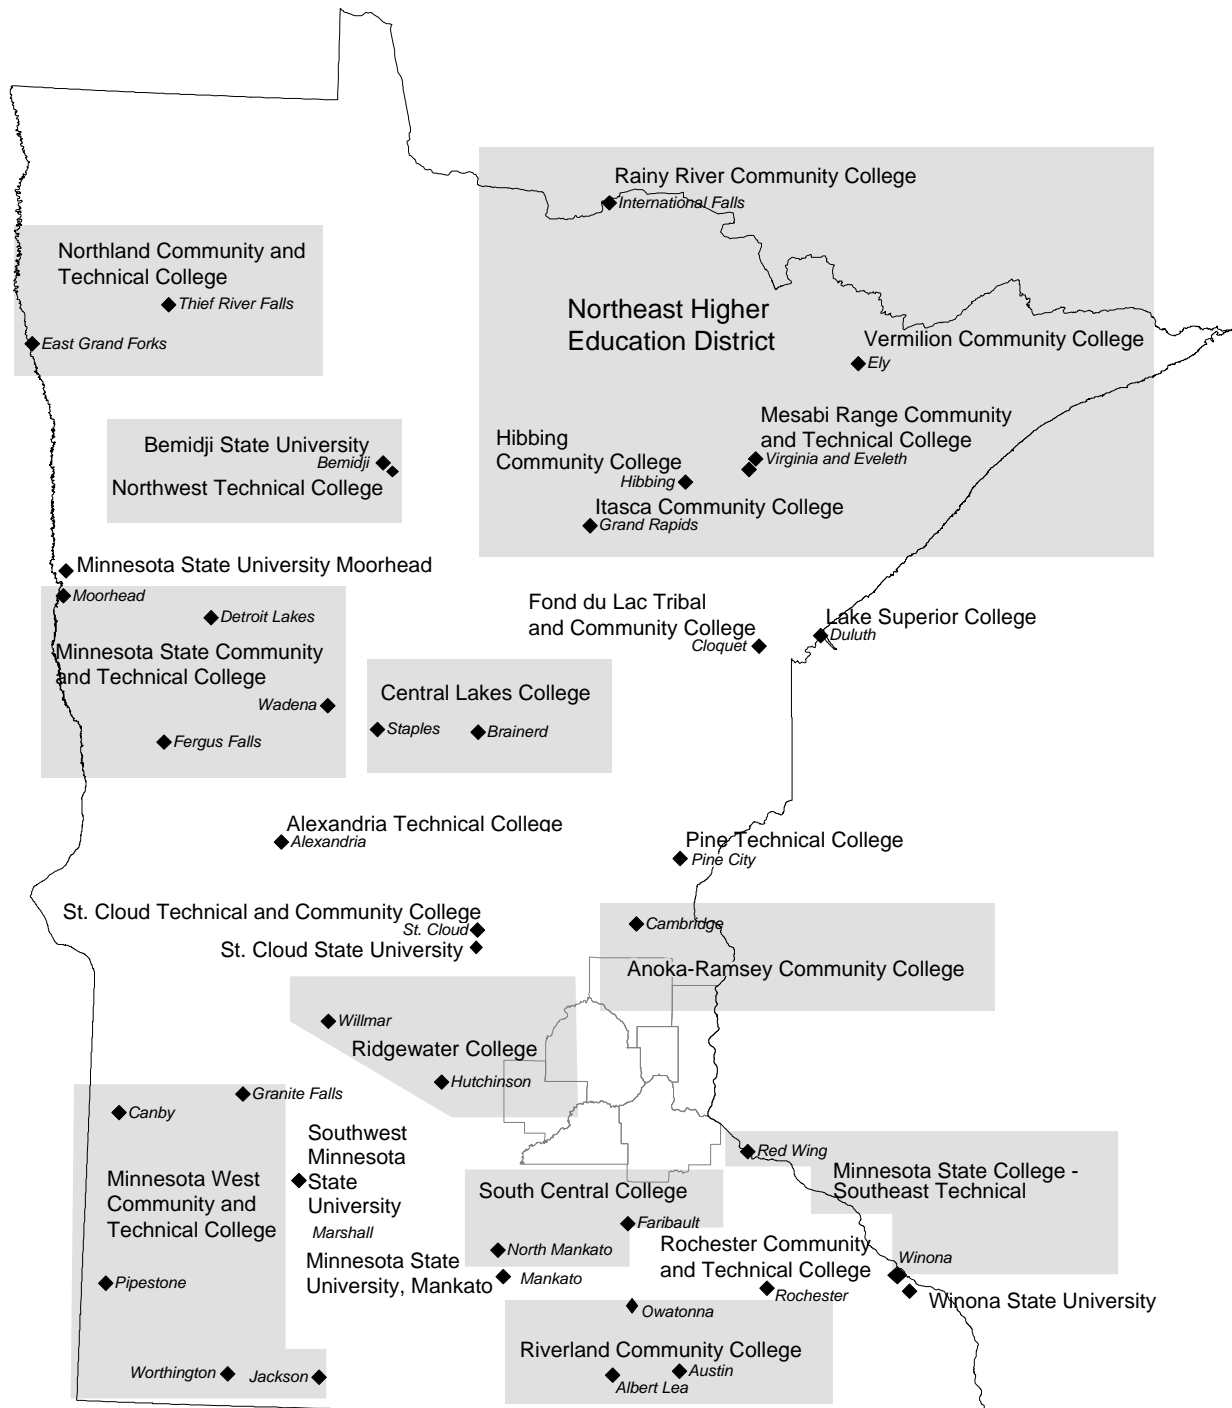 Rainy River Community College
International Falls
Northland Community and
Technical College
Thief River Falls
East Grand Forks
Northeast Higher
Education District
Vermilion Community College
Ely
Mesabi Range Community
and Technical College
Virginia and Eveleth
Hibbing
Community College
Hibbing
Itasca Community College
Grand Rapids
Bemidji State University
Bemidji
Northwest Technical College
Minnesota State University Moorhead
Moorhead
Detroit Lakes
Minnesota State Community
and Technical College
Wadena
Fergus Falls
Fond du Lac Tribal
and Community College
Cloquet
Lake Superior College
Duluth
Central Lakes College
Staples
Brainerd
Alexandria Technical College
Alexandria
Pine Technical College
Pine City
St. Cloud Technical and Community College
St. Cloud
St. Cloud State University
Cambridge
Anoka-Ramsey Community College
Willmar
Ridgewater College
Hutchinson
Granite Falls
Canby
Minnesota West
Community and
Technical College
Pipestone
Worthington
Jackson
Southwest
Minnesota
State
University
Marshall
Minnesota State
University, Mankato
Mankato
South Central College
Faribault
North Mankato
Red Wing
Minnesota State College -
Southeast Technical
Winona
Winona State University
Rochester Community
and Technical College
Rochester
Owatonna
Riverland Community College
Austin
Albert Lea